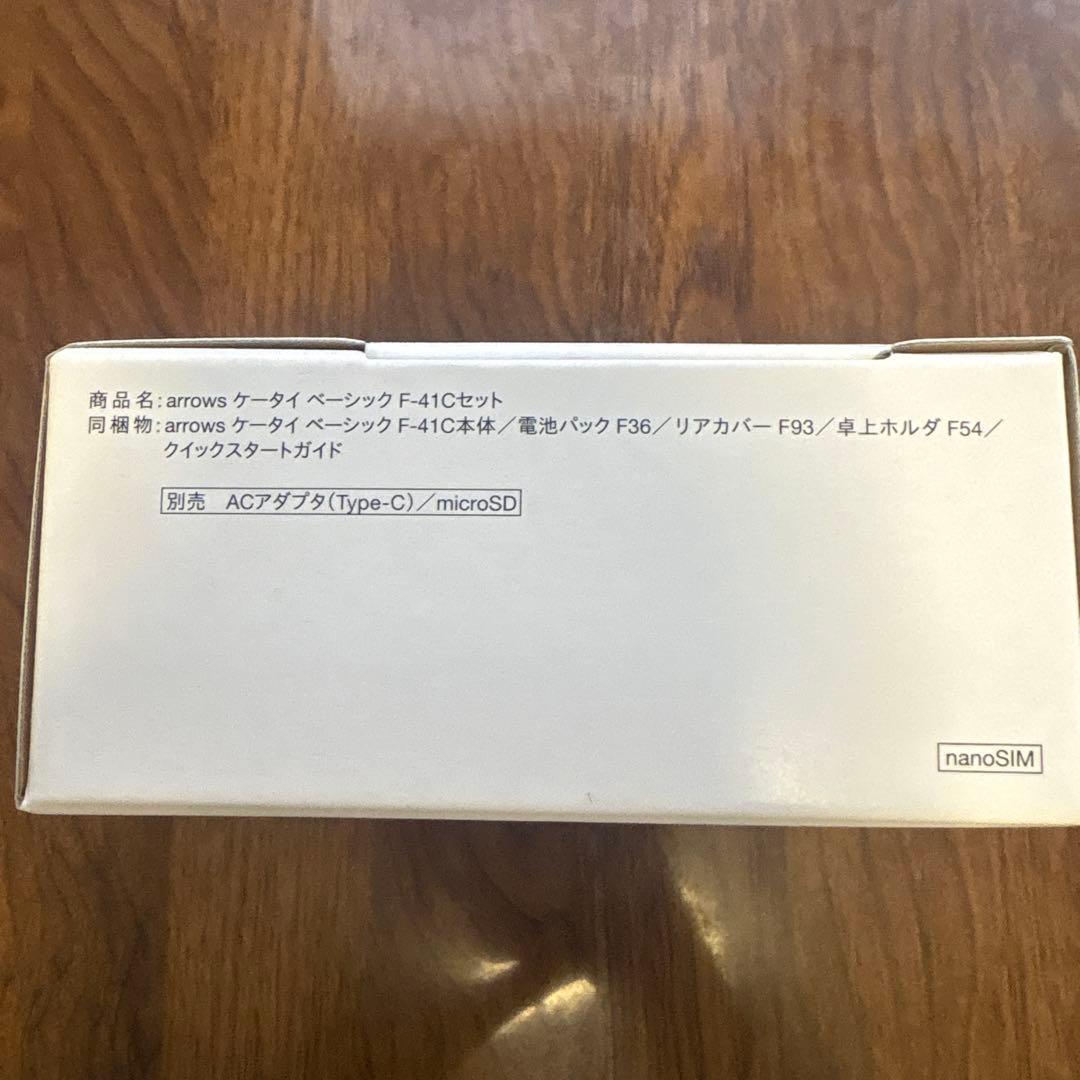 商品名：arrows ケータイ ベーシック F-41Cセット
同梱物：arrows ケータイ ベーシック F-41C本体／電池パック F36／リアカバー F93／卓上ホルダ F54／
クイックスタートガイド
別売　ACアダプタ（Type-C）／microSD
nanoSIM